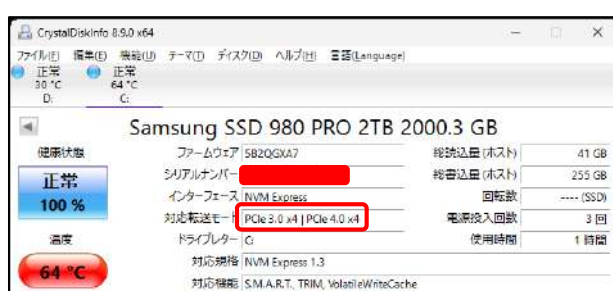 CrystalDiskInfo 8.9.0 x64
ファイル(F) 編集(E) 機能(U) テーマ(T) ディスク(D) ヘルプ(H) 言語(Language)
正常 正常
30 °C 64 °C
D: C:
Samsung SSD 980 PRO 2TB 2000.3 GB
健康状態 ファームウェア 5B2QGXA7 総読込量 (ホスト) 41 GB
正常 シリアルナンバー 総書込量 (ホスト) 255 GB
100 % インターフェース NVM Express 回転数 ---- (SSD)
対応転送モード PCIe 3.0 x4 | PCIe 4.0 x4 電源投入回数 3 回
温度 ドライブレター C: 使用時間 1 時間
64 °C 対応規格 NVM Express 1.3
対応機能 S.M.A.R.T., TRIM, VolatileWriteCache